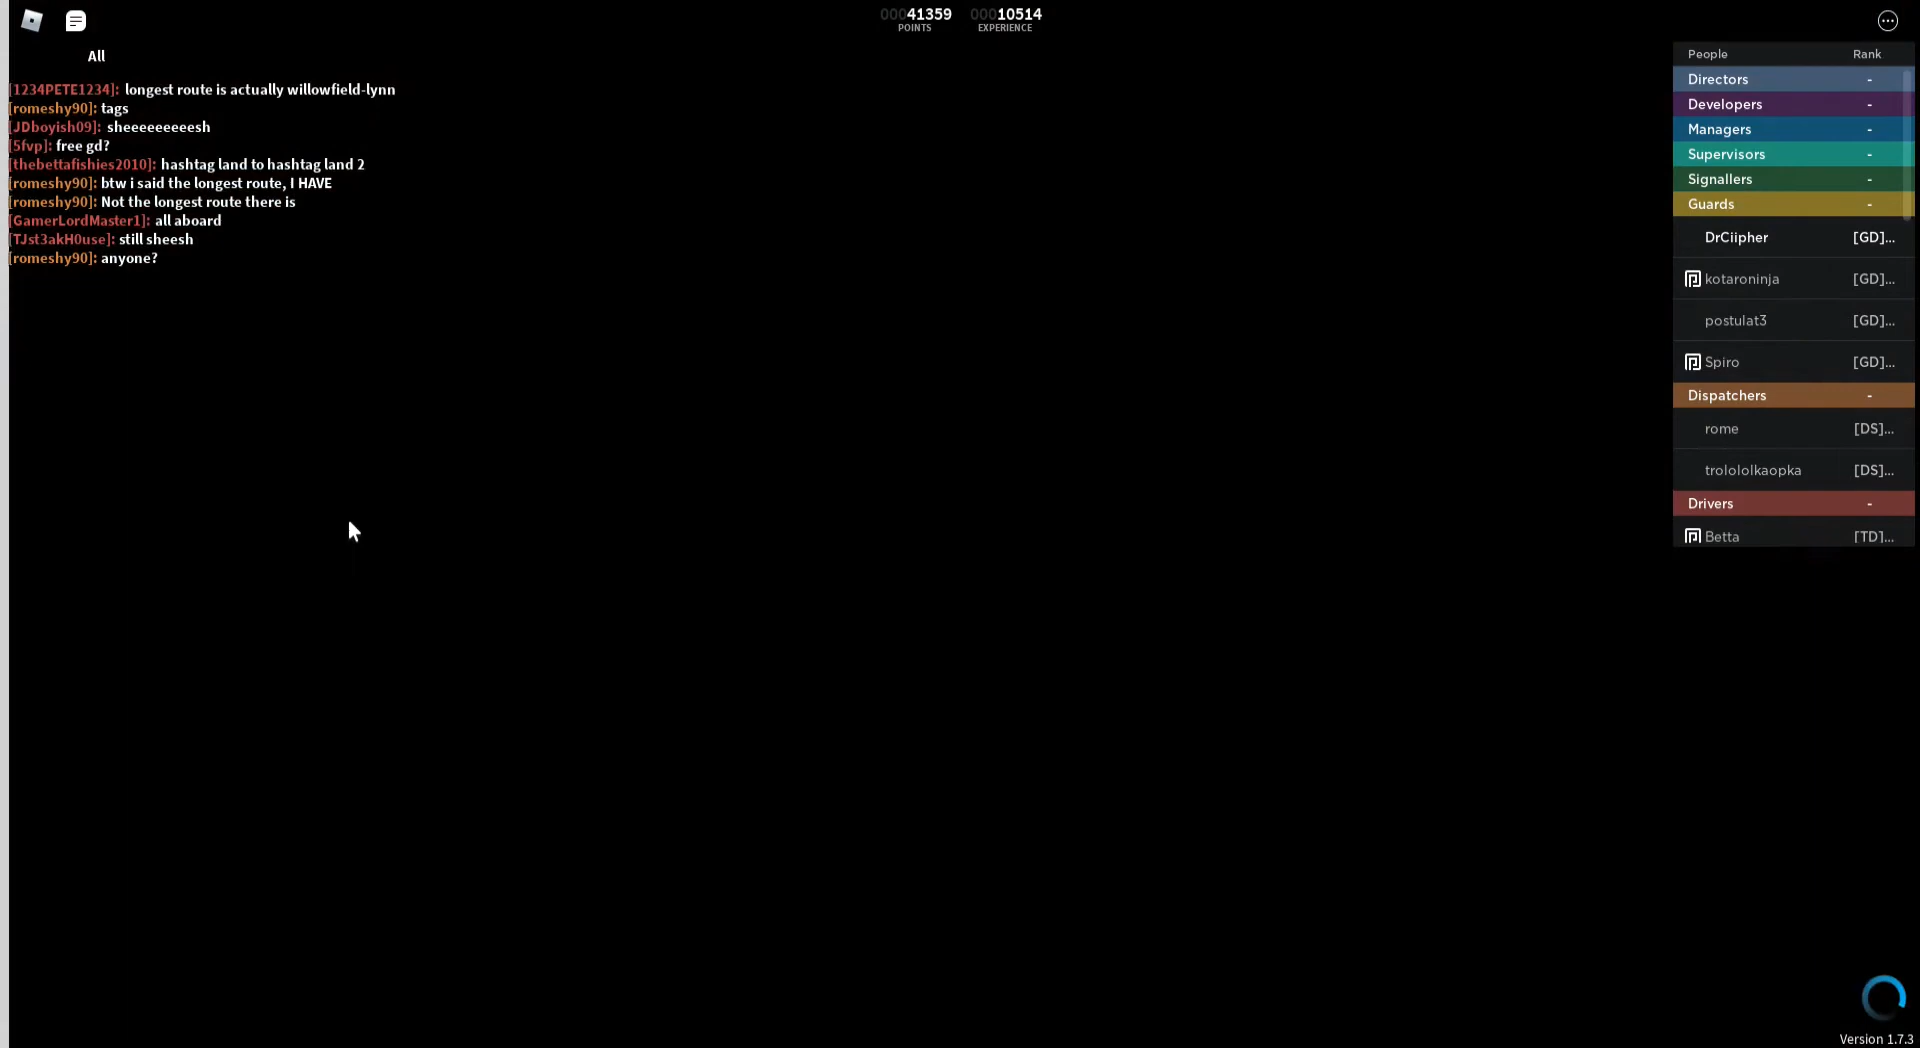 00041359
POINTS
00010514
EXPERIENCE
All
[1234PETE1234]: longest route is actually willowfield-lynn
[romeshy90]: tags
[JDboyish09]: sheeeeeeeeesh
[5fvp]: free gd?
[thebettafishies2010]: hashtag land to hashtag land 2
[romeshy90]: btw i said the longest route, I HAVE
[romeshy90]: Not the longest route there is
[GamerLordMaster1]: all aboard
[TJst3akH0use]: still sheesh
[romeshy90]: anyone?
People Rank
Directors -
Developers -
Managers -
Supervisors -
Signallers -
Guards -
DrCiipher [GD]...
kotaroninja [GD]...
postulat3 [GD]...
Spiro [GD]...
Dispatchers -
rome [DS]...
trolololkaopka [DS]...
Drivers -
Betta [TD]...
Version 1.7.3